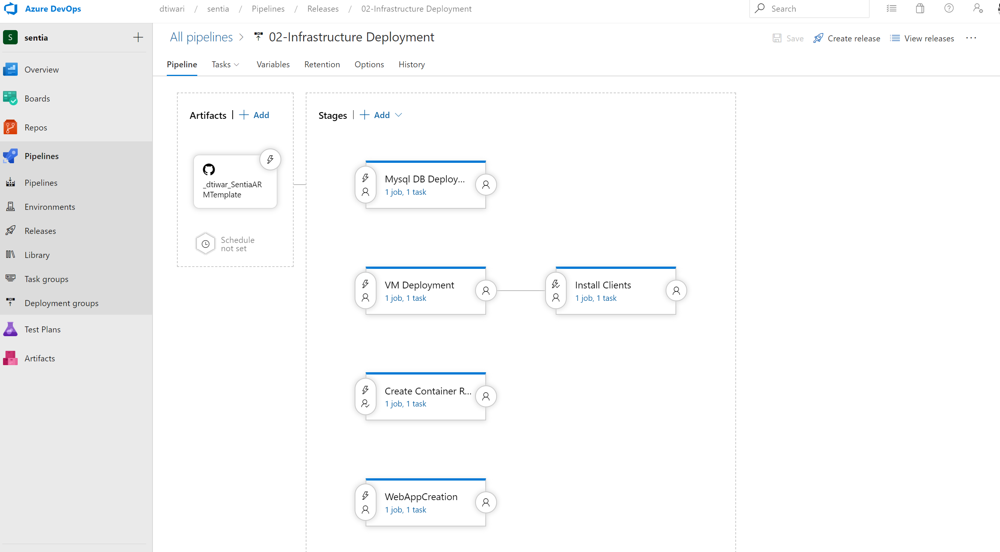 Azure DevOps
dtiwari / sentia / Pipelines / Releases / 02-Infrastructure Deployment
Search
S sentia
All pipelines > 02-Infrastructure Deployment
Save Create release View releases ...
Pipeline Tasks Variables Retention Options History
Overview
Boards
Repos
Pipelines
Pipelines
Environments
Releases
Library
Task groups
Deployment groups
Test Plans
Artifacts
Artifacts | + Add
_dtiwar_SentiaAR
MTemplate
Schedule
not set
Stages | + Add
Mysql DB Deploy...
1 job, 1 task
VM Deployment
1 job, 1 task
Install Clients
1 job, 1 task
Create Container R...
1 job, 1 task
WebAppCreation
1 job, 1 task